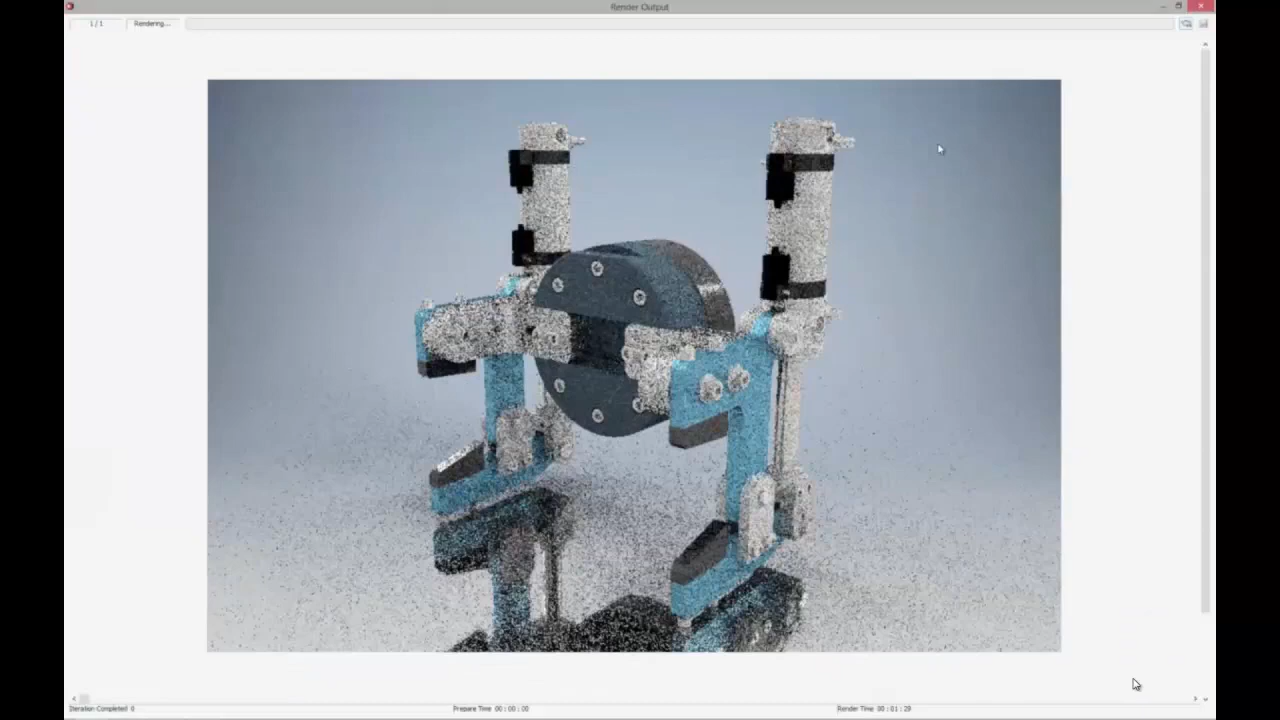 Render Output
1 / 1
Rendering...
Iteration Completed 0
Prepare Time 00 : 00 : 00
Render Time 00 : 01 : 29